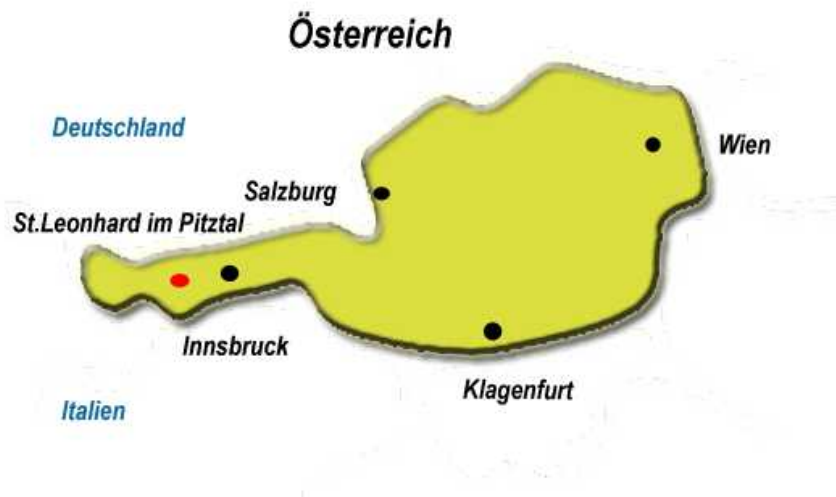 Österreich
Deutschland
Wien
Salzburg
St.Leonhard im Pitztal
Innsbruck
Klagenfurt
Italien